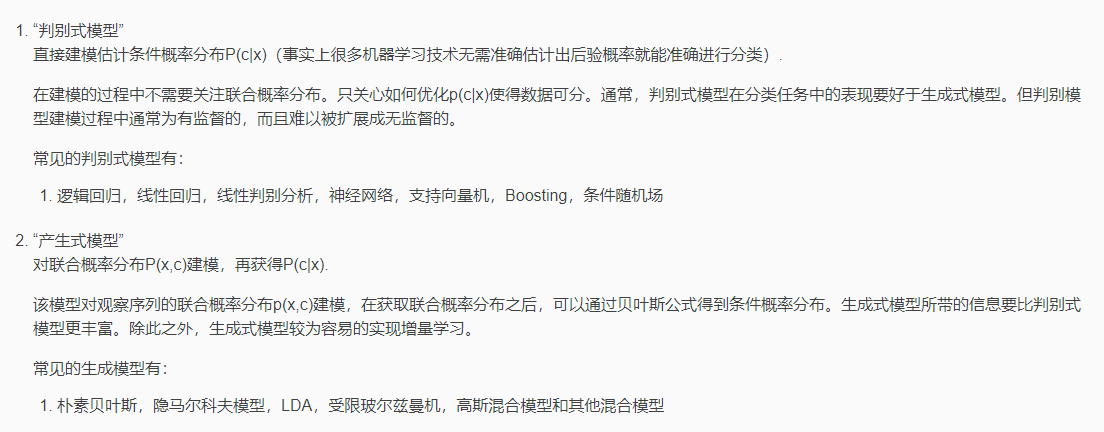 1. “判别式模型”
直接建模估计条件概率分布P(c|x)（事实上很多机器学习技术无需准确估计出后验概率就能准确进行分类）.
在建模的过程中不需要关注联合概率分布。只关心如何优化p(c|x)使得数据可分。通常，判别式模型在分类任务中的表现要好于生成式模型。但判别模
型建模过程中通常为有监督的，而且难以被扩展成无监督的。
常见的判别式模型有：
1. 逻辑回归，线性回归，线性判别分析，神经网络，支持向量机，Boosting，条件随机场
2. “产生式模型”
对联合概率分布P(x,c)建模，再获得P(c|x).
该模型对观察序列的联合概率分布p(x,c)建模，在获取联合概率分布之后，可以通过贝叶斯公式得到条件概率分布。生成式模型所带的信息要比判别式
模型更丰富。除此之外，生成式模型较为容易的实现增量学习。
常见的生成模型有：
1. 朴素贝叶斯，隐马尔科夫模型，LDA，受限玻尔兹曼机，高斯混合模型和其他混合模型